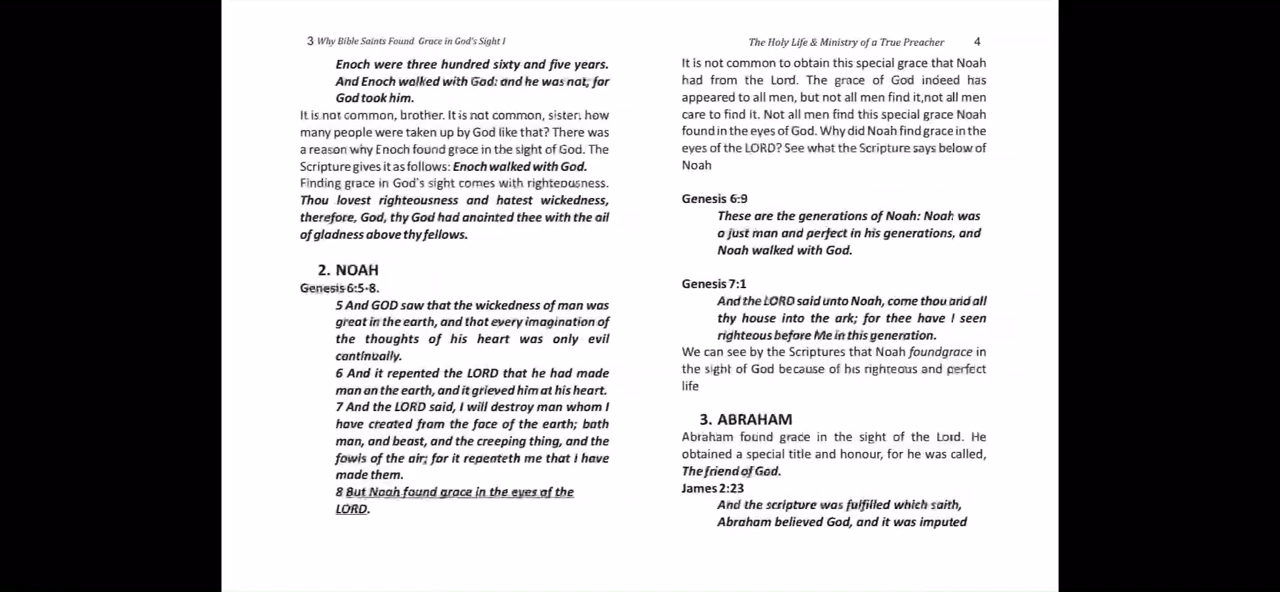 3 Why Bible Saints Found Grace in God's Sight I
Enoch were three hundred sixty and five years.
And Enoch walked with God: and he was not, for
God took him.
It is not common, brother. It is not common, sister: how
many people were taken up by God like that? There was
a reason why Enoch found grace in the sight of God. The
Scripture gives it as follows: Enoch walked with God.
Finding grace in God's sight comes with righteousness.
Thou lovest righteousness and hatest wickedness,
therefore, God, thy God had anointed thee with the oil
of gladness above thy fellows.
2. NOAH
Genesis 6:5-8.
5 And GOD saw that the wickedness of man was
great in the earth, and that every imagination of
the thoughts of his heart was only evil
continually.
6 And it repented the LORD that he had made
man on the earth, and it grieved him at his heart.
7 And the LORD said, I will destroy man whom I
have created from the face of the earth; both
man, and beast, and the creeping thing, and the
fowls of the air; for it repenteth me that I have
made them.
8 But Noah found grace in the eyes of the
LORD.
The Holy Life & Ministry of a True Preacher 4
It is not common to obtain this special grace that Noah
had from the Lord. The grace of God indeed has
appeared to all men, but not all men find it,not all men
care to find it. Not all men find this special grace Noah
found in the eyes of God. Why did Noah find grace in the
eyes of the LORD? See what the Scripture says below of
Noah
Genesis 6:9
These are the generations of Noah: Noah was
a just man and perfect in his generations, and
Noah walked with God.
Genesis 7:1
And the LORD said unto Noah, come thou and all
thy house into the ark; for thee have I seen
righteous before Me in this generation.
We can see by the Scriptures that Noah foundgrace in
the sight of God because of his righteous and perfect
life
3. ABRAHAM
Abraham found grace in the sight of the Lord. He
obtained a special title and honour, for he was called,
The friend of God.
James 2:23
And the scripture was fulfilled which saith,
Abraham believed God, and it was imputed